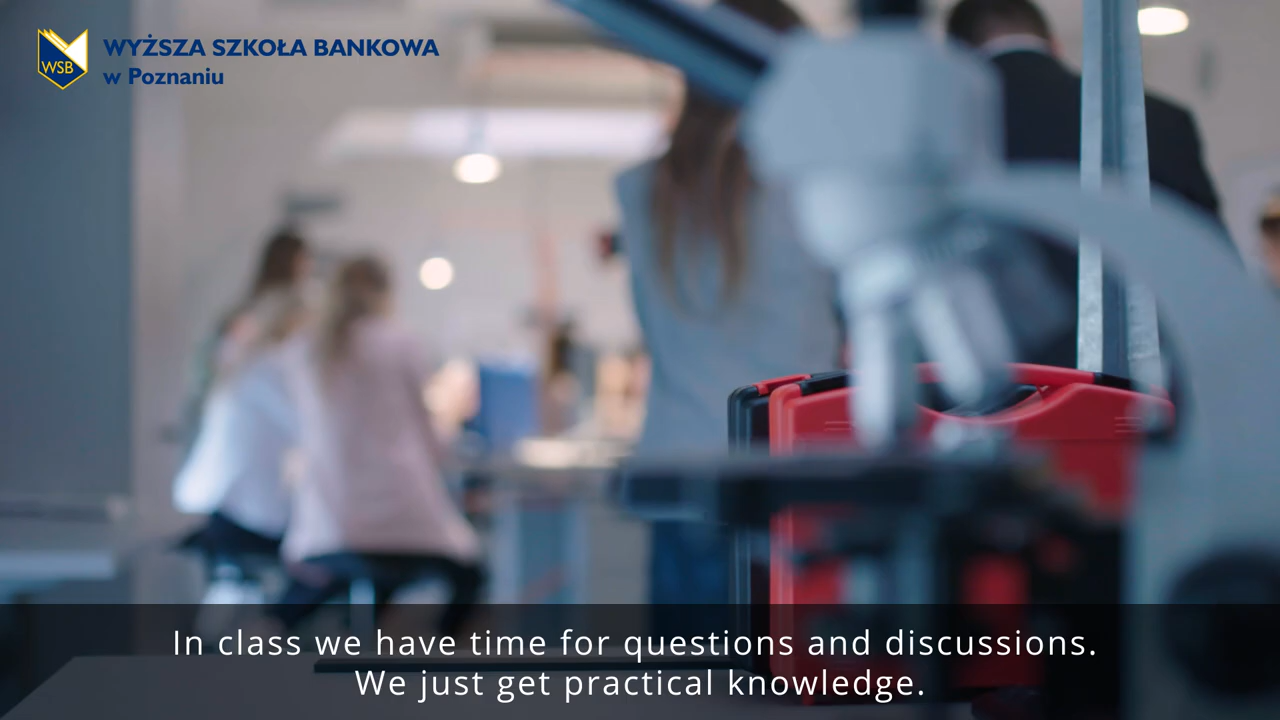 WSB
WYŻSZA SZKOŁA BANKOWA
w Poznaniu
In class we have time for questions and discussions.
We just get practical knowledge.